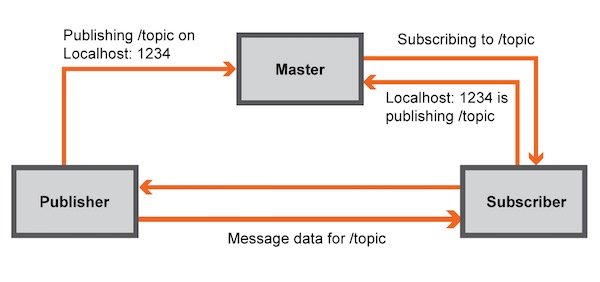 Publishing /topic on
Localhost: 1234
Master
Subscribing to /topic
Localhost: 1234 is
publishing /topic
Publisher
Subscriber
Message data for /topic